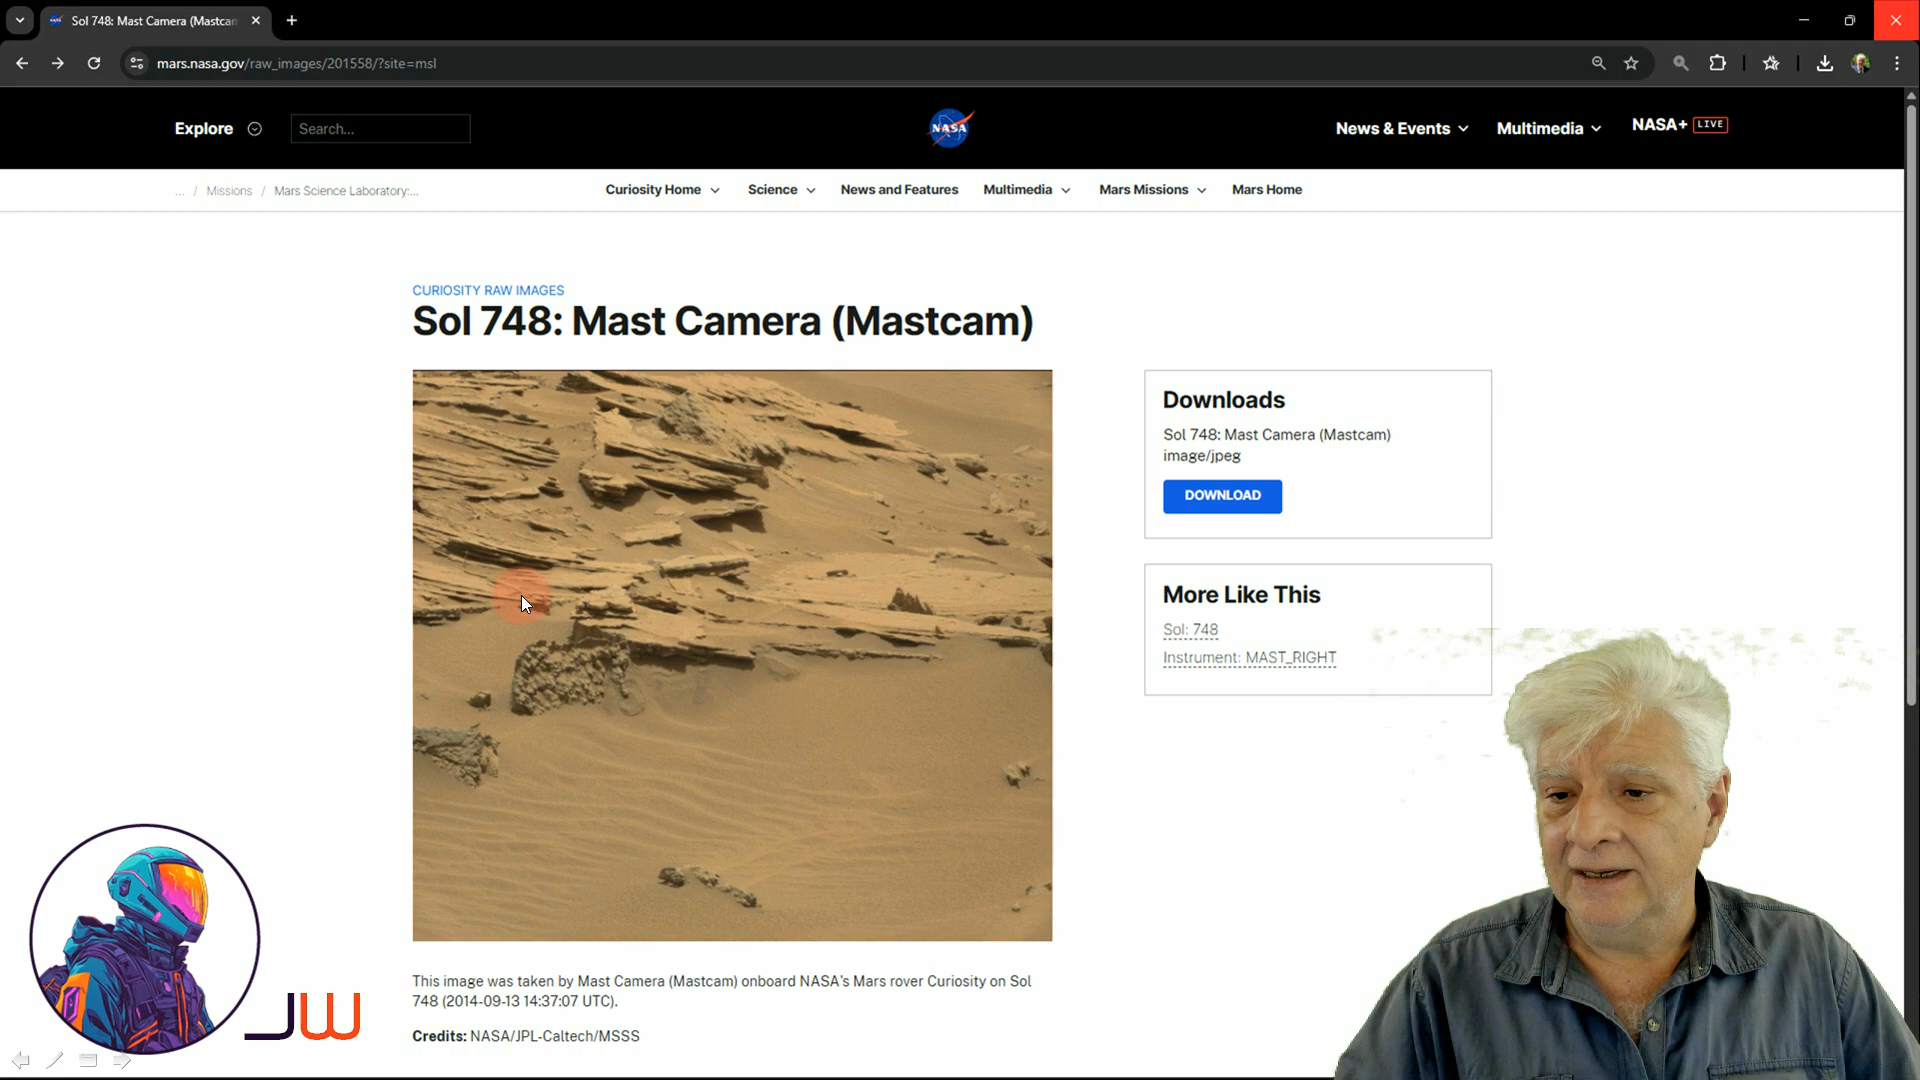 Sol 748: Mast Camera (Mastcam
mars.nasa.gov/raw_images/201558/?site=msl
Explore
Search...
NASA
News & Events
Multimedia
NASA+ LIVE
... / Missions / Mars Science Laboratory:...
Curiosity Home
Science
News and Features
Multimedia
Mars Missions
Mars Home
CURIOSITY RAW IMAGES
Sol 748: Mast Camera (Mastcam)
Downloads
Sol 748: Mast Camera (Mastcam)
image/jpeg
DOWNLOAD
More Like This
Sol: 748
Instrument: MAST_RIGHT
This image was taken by Mast Camera (Mastcam) onboard NASA's Mars rover Curiosity on Sol
748 (2014-09-13 14:37:07 UTC).
Credits: NASA/JPL-Caltech/MSSS
JW